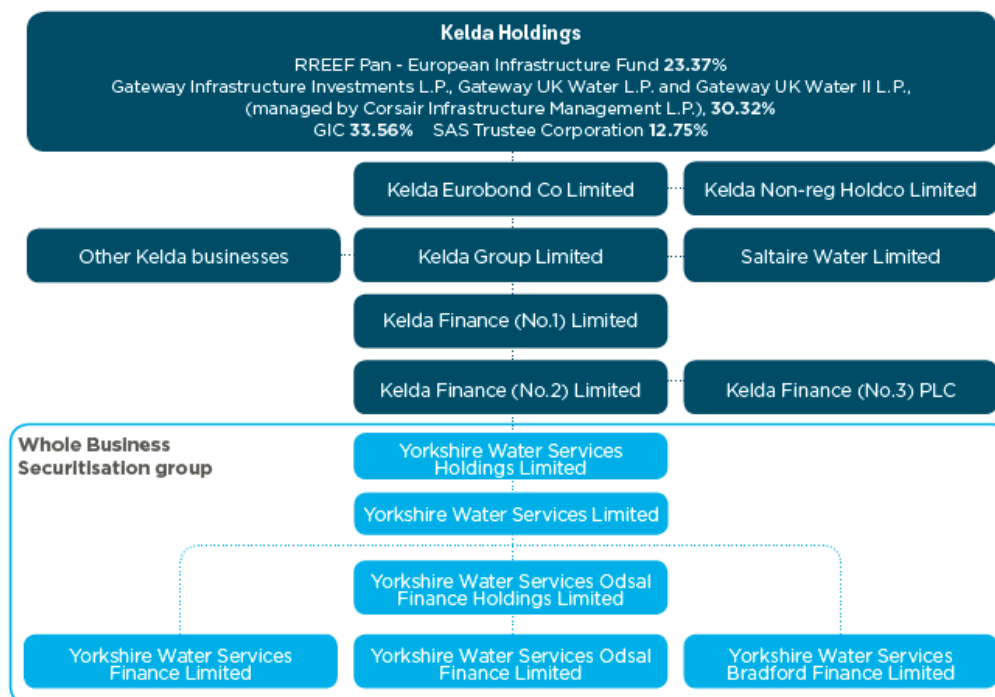 Kelda Holdings
RREEF Pan - European Infrastructure Fund 23.37%
Gateway Infrastructure Investments L.P., Gateway UK Water L.P. and Gateway UK Water II L.P.,
(managed by Corsair Infrastructure Management L.P.), 30.32%
GIC 33.56% SAS Trustee Corporation 12.75%
Kelda Eurobond Co Limited
Kelda Non-reg Holdco Limited
Other Kelda businesses
Kelda Group Limited
Saltaire Water Limited
Kelda Finance (No.1) Limited
Kelda Finance (No.2) Limited
Kelda Finance (No.3) PLC
Whole Business
Securitisation group
Yorkshire Water Services
Holdings Limited
Yorkshire Water Services Limited
Yorkshire Water Services Odsal
Finance Holdings Limited
Yorkshire Water Services
Finance Limited
Yorkshire Water Services Odsal
Finance Limited
Yorkshire Water Services
Bradford Finance Limited